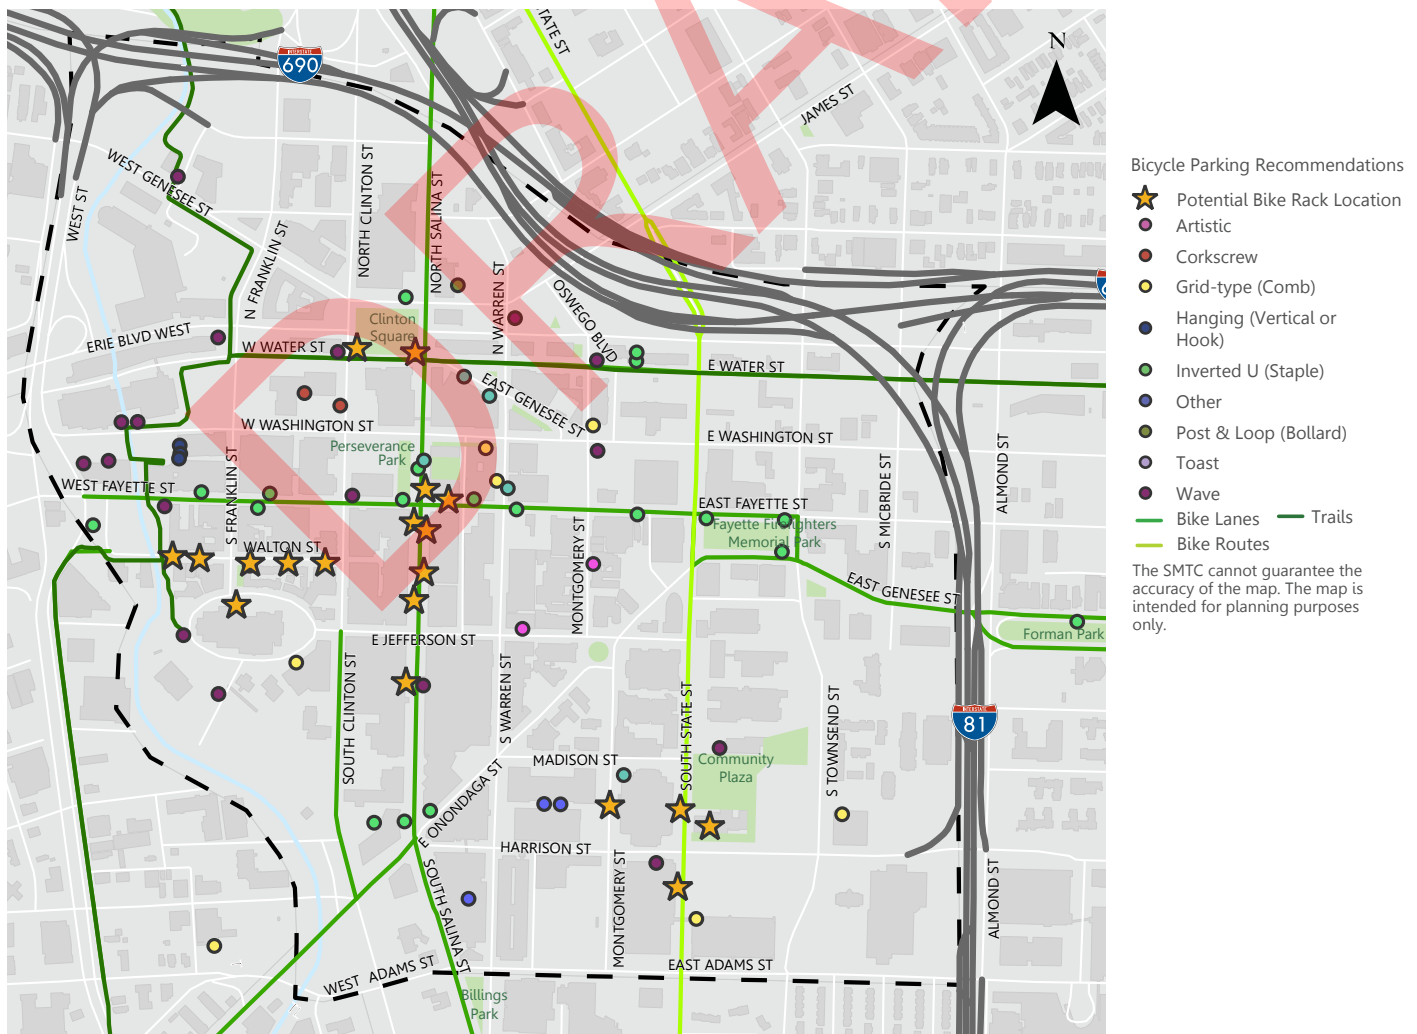 STATE ST
INTERSTATE
690
N
JAMES ST
WEST GENESEE ST
WEST ST
N FRANKLIN ST
NORTH CLINTON ST
NORTH SALINA ST
N WARREN ST
OSWEGO BLVD
Clinton
Square
ERIE BLVD WEST
W WATER ST
E WATER ST
EAST GENESEE ST
W WASHINGTON ST
E WASHINGTON ST
Perseverance
Park
WEST FAYETTE ST
S FRANKLIN ST
EAST FAYETTE ST
Fayette Firefighters
Memorial Park
S MCBRIDE ST
ALMOND ST
WALTON ST
MONTGOMERY ST
EAST GENESEE ST
Forman Park
E JEFFERSON ST
SOUTH CLINTON ST
S WARREN ST
SOUTH STATE ST
S TOWNSEND ST
INTERSTATE
81
MADISON ST
Community
Plaza
E ONONDAGA ST
HARRISON ST
SOUTH SALINA ST
MONTGOMERY ST
ALMOND ST
WEST ADAMS ST
EAST ADAMS ST
Billings
Park
DRA
Bicycle Parking Recommendations
Potential Bike Rack Location
Artistic
Corkscrew
Grid-type (Comb)
Hanging (Vertical or
Hook)
Inverted U (Staple)
Other
Post & Loop (Bollard)
Toast
Wave
Bike Lanes
Trails
Bike Routes
The SMTC cannot guarantee the
accuracy of the map. The map is
intended for planning purposes
only.